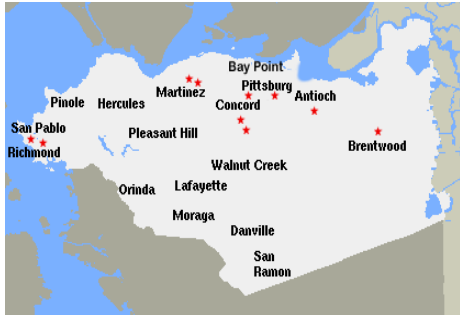 Bay Point
Pittsburg
Martinez
Antioch
Pinole
Hercules
Concord
San Pablo
Pleasant Hill
Richmond
Brentwood
Walnut Creek
Orinda
Lafayette
Moraga
Danville
San
Ramon